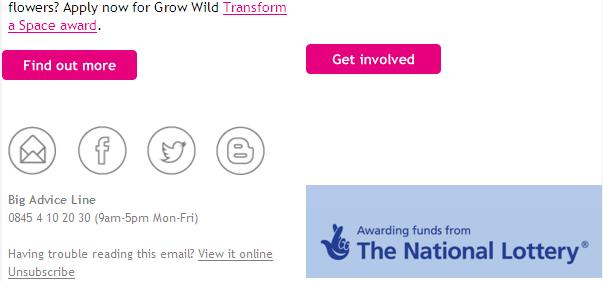 flowers? Apply now for Grow Wild Transform
a Space award.
Find out more
Get involved
Big Advice Line
0845 4 10 20 30 (9am-5pm Mon-Fri)
Having trouble reading this email? View it online
Unsubscribe
Awarding funds from
The National Lottery®